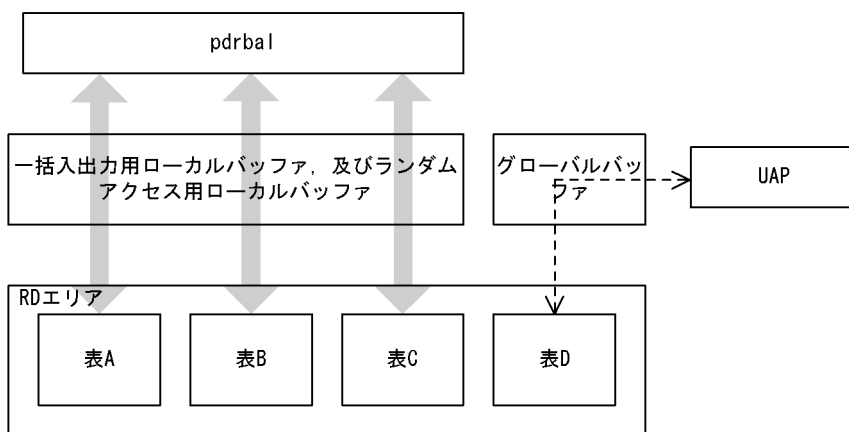 pdrbal
一括入出力用ローカルバッファ，及びランダム
アクセス用ローカルバッファ
グローバルバッ
ファ
UAP
RDエリア
表A
表B
表C
表D